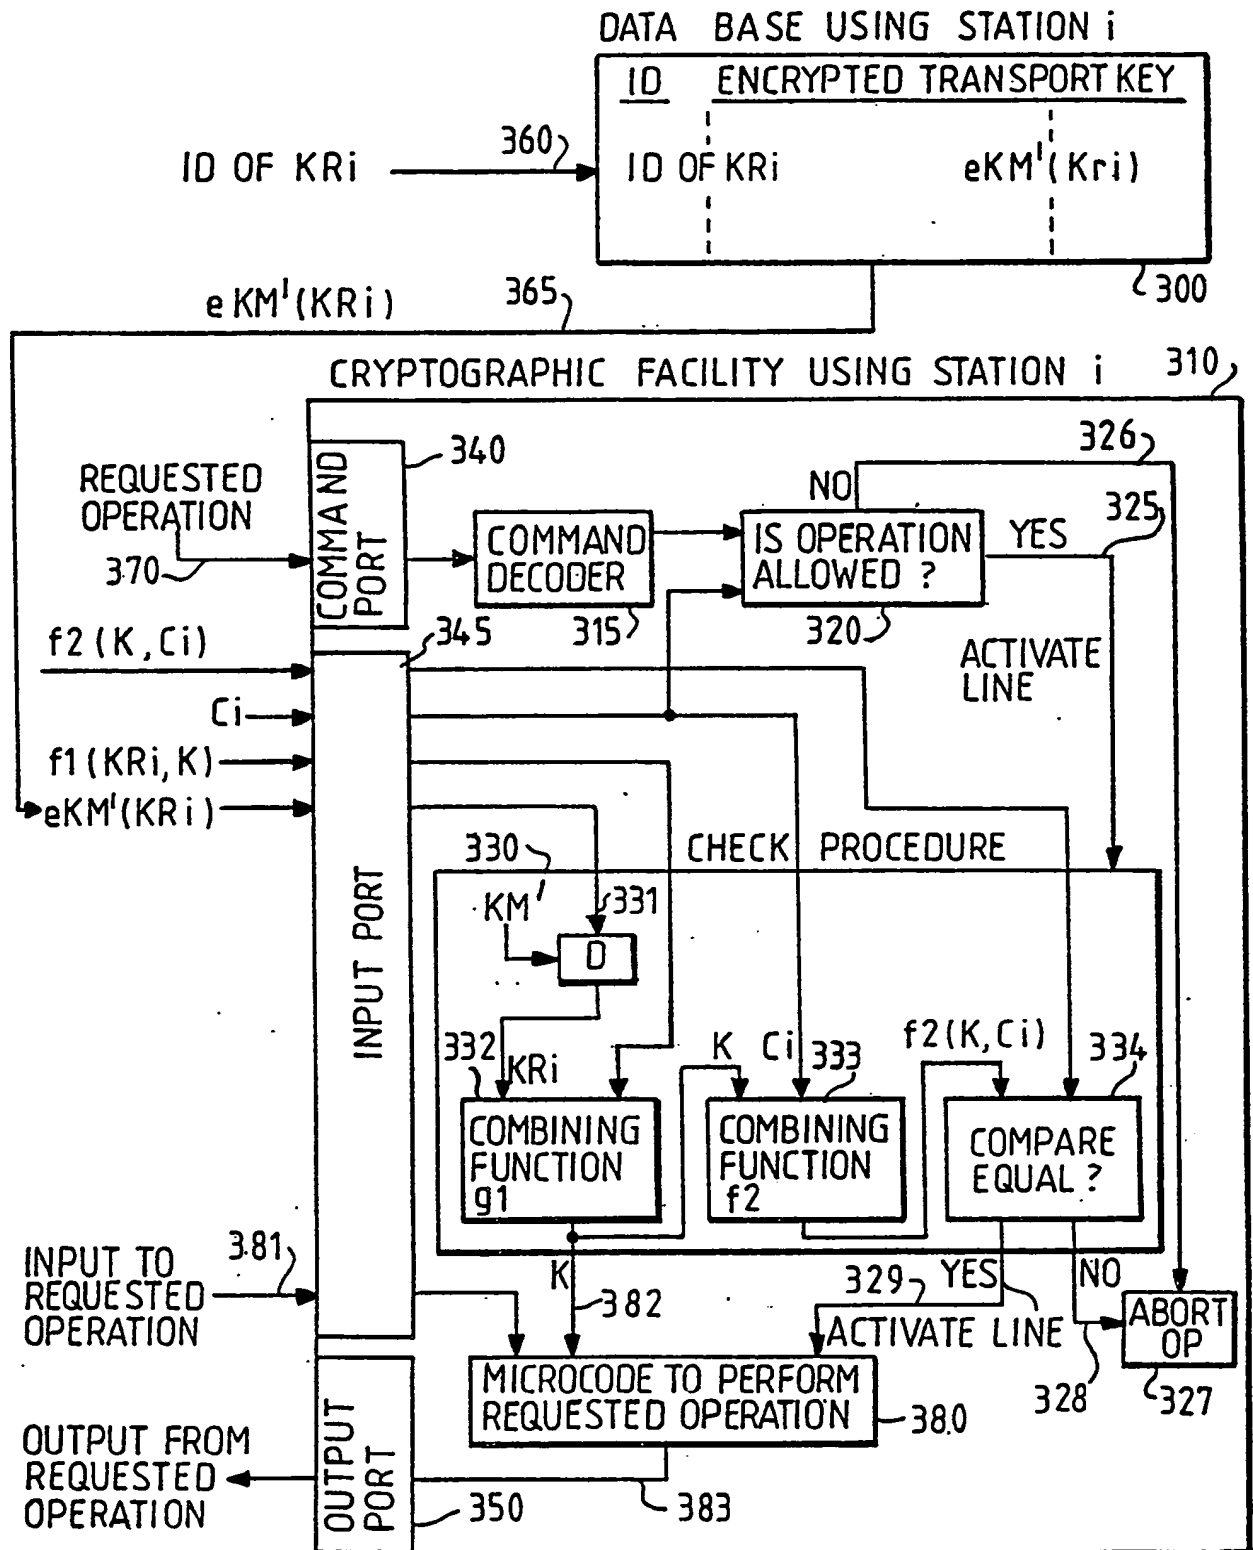 DATA BASE USING STATION i
ID ENCRYPTED TRANSPORT KEY
360
ID OF KRi
ID OF KRi eKM'(Kri)
300
eKM'(KRi)
365
CRYPTOGRAPHIC FACILITY USING STATION i
310
326
340
REQUESTED
OPERATION
370
COMMAND
PORT
COMMAND
DECODER
315
NO
IS OPERATION
ALLOWED ?
320
YES
325
ACTIVATE
LINE
f2(K,Ci)
345
Ci
f1(KRi,K)
eKM'(KRi)
INPUT PORT
330
CHECK PROCEDURE
KM'
331
D
332
KRi
K
Ci
333
f2(K,Ci)
334
COMBINING
FUNCTION
g1
COMBINING
FUNCTION
f2
COMPARE
EQUAL ?
INPUT TO
REQUESTED
OPERATION
381
K
382
329
YES
NO
ACTIVATE LINE
328
ABORT
OP
327
MICROCODE TO PERFORM
REQUESTED OPERATION
380
OUTPUT FROM
REQUESTED
OPERATION
OUTPUT
PORT
350
383